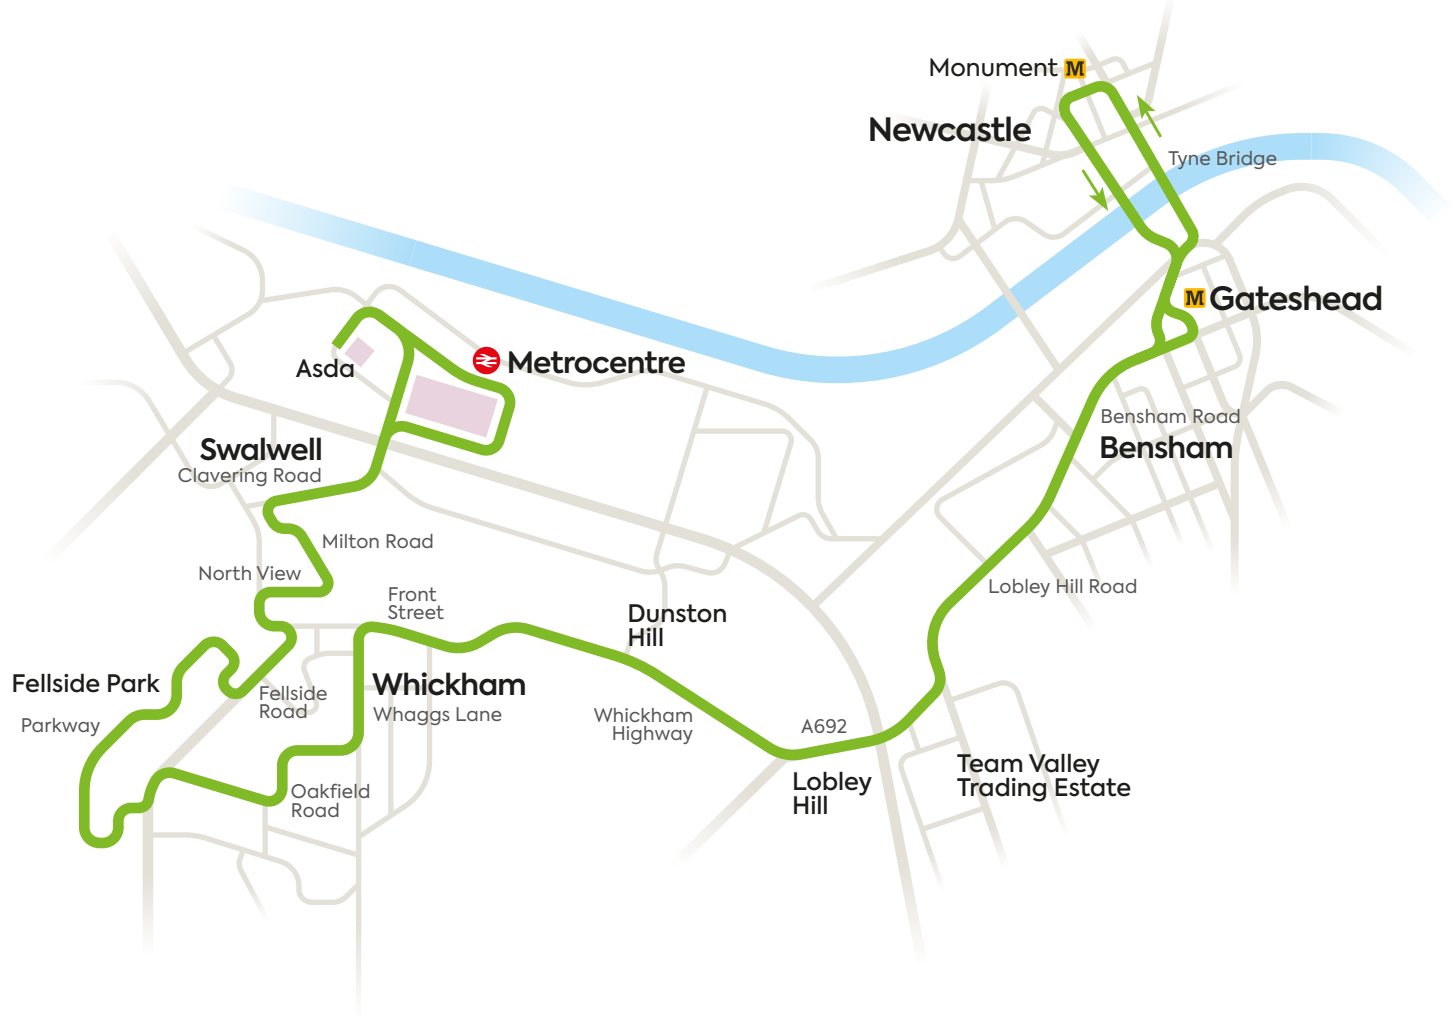 Monument M
Newcastle
Tyne Bridge
M Gateshead
Asda
Metrocentre
Bensham Road
Bensham
Swalwell
Clavering Road
Milton Road
North View
Lobley Hill Road
Front
Street
Dunston
Hill
Fellside Park
Parkway
Fellside
Road
Whickham
Whaggs Lane
Whickham
Highway
A692
Team Valley
Trading Estate
Lobley
Hill
Oakfield
Road